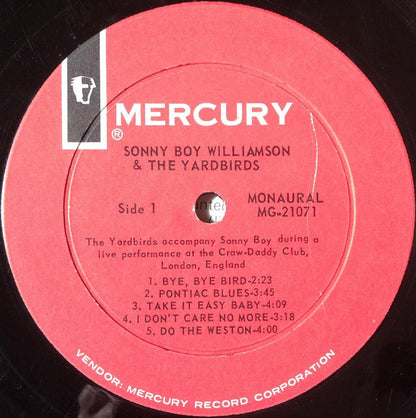 MERCURY
®
SONNY BOY WILLIAMSON
& THE YARDBIRDS
Side 1
MONAURAL
MG-21071
The Yardbirds accompany Sonny Boy during a
live performance at the Craw-Daddy Club,
London, England
1. BYE, BYE BIRD-2:23
2. PONTIAC BLUES-3:45
3. TAKE IT EASY BABY-4:09
4. I DON'T CARE NO MORE-3:18
5. DO THE WESTON-4:00
VENDOR: MERCURY RECORD CORPORATION